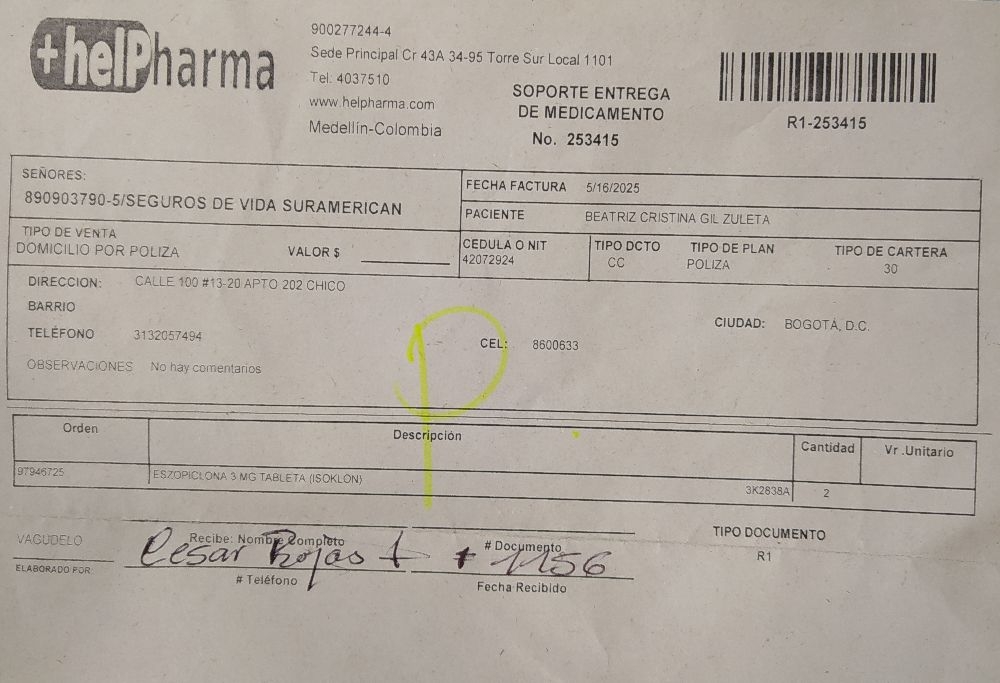 +helPharma
900277244-4
Sede Principal Cr 43A 34-95 Torre Sur Local 1101
Tel: 4037510
www.helpharma.com
Medellín-Colombia
SOPORTE ENTREGA
DE MEDICAMENTO
No. 253415
R1-253415
SEÑORES:
890903790-5/SEGUROS DE VIDA SURAMERICAN
FECHA FACTURA 5/16/2025
PACIENTE BEATRIZ CRISTINA GIL ZULETA
TIPO DE VENTA
DOMICILIO POR POLIZA VALOR $
CEDULA O NIT TIPO DCTO TIPO DE PLAN TIPO DE CARTERA
42072924 CC POLIZA 30
DIRECCION: CALLE 100 #13-20 APTO 202 CHICO
BARRIO
TELÉFONO 3132057494 CEL: 8600633 CIUDAD: BOGOTÁ, D.C.
OBSERVACIONES No hay comentarios
P
Orden Descripción Cantidad Vr .Unitario
97946725 ESZOPICLONA 3 MG TABLETA (ISOKLON) 3K2638A 2
VAGUDELO Recibe: Nombre Completo # Documento TIPO DOCUMENTO
Cesar Rojas 1156 R1
ELABORADO POR # Teléfono Fecha Recibido